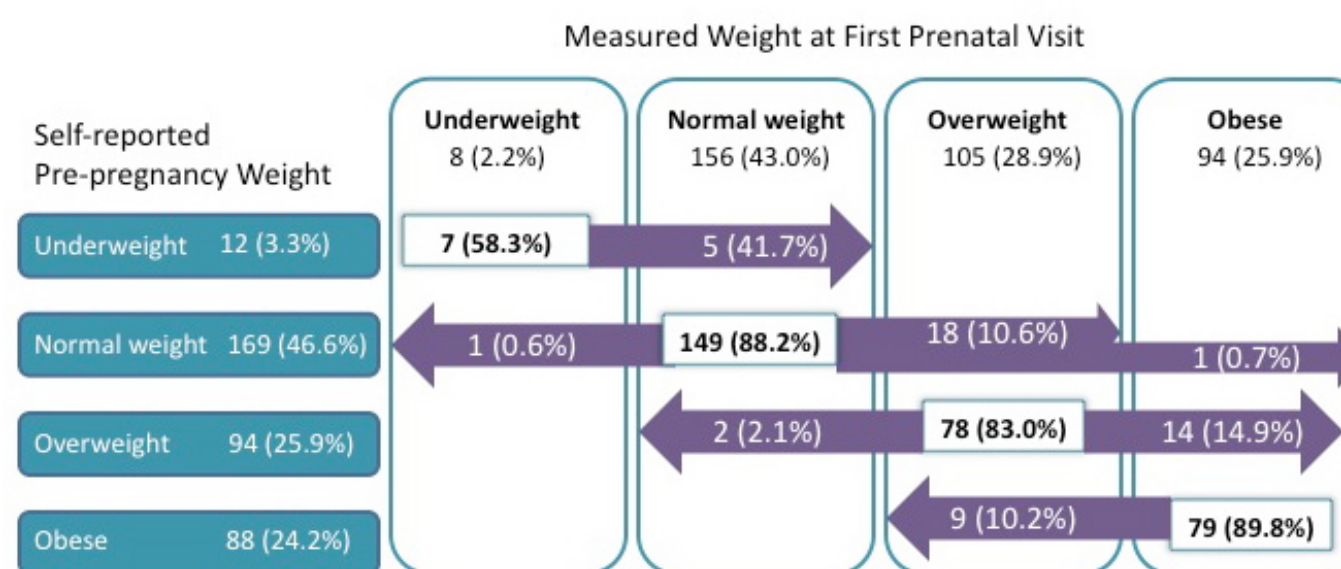 Measured Weight at First Prenatal Visit
Self-reported
Pre-pregnancy Weight
Underweight
8 (2.2%)
Normal weight
156 (43.0%)
Overweight
105 (28.9%)
Obese
94 (25.9%)
Underweight 12 (3.3%)
7 (58.3%)
5 (41.7%)
Normal weight 169 (46.6%)
1 (0.6%)
149 (88.2%)
18 (10.6%)
1 (0.7%)
Overweight 94 (25.9%)
2 (2.1%)
78 (83.0%)
14 (14.9%)
Obese 88 (24.2%)
9 (10.2%)
79 (89.8%)